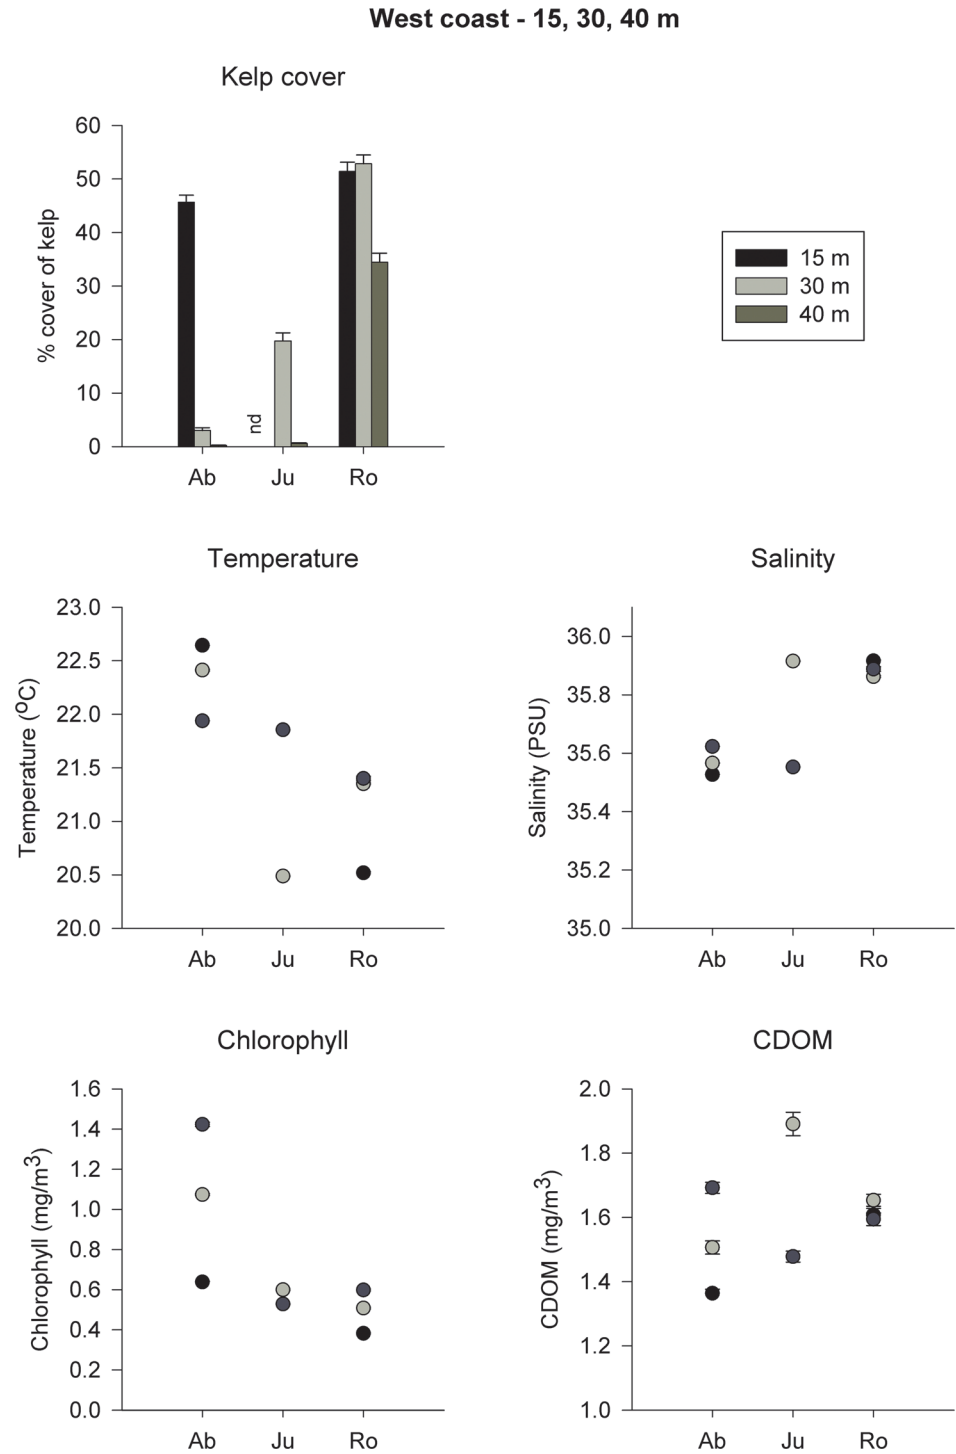 West coast - 15, 30, 40 m
Kelp cover
% cover of kelp
60
50
40
30
20
10
0
nd
Ab Ju Ro
15 m
30 m
40 m
Temperature
Temperature (ºC)
23.0
22.5
22.0
21.5
21.0
20.5
20.0
Ab Ju Ro
Salinity
Salinity (PSU)
36.0
35.8
35.6
35.4
35.2
35.0
Ab Ju Ro
Chlorophyll
Chlorophyll (mg/m³)
1.6
1.4
1.2
1.0
0.8
0.6
0.4
0.2
0.0
Ab Ju Ro
CDOM
CDOM (mg/m³)
2.0
1.8
1.6
1.4
1.2
1.0
Ab Ju Ro